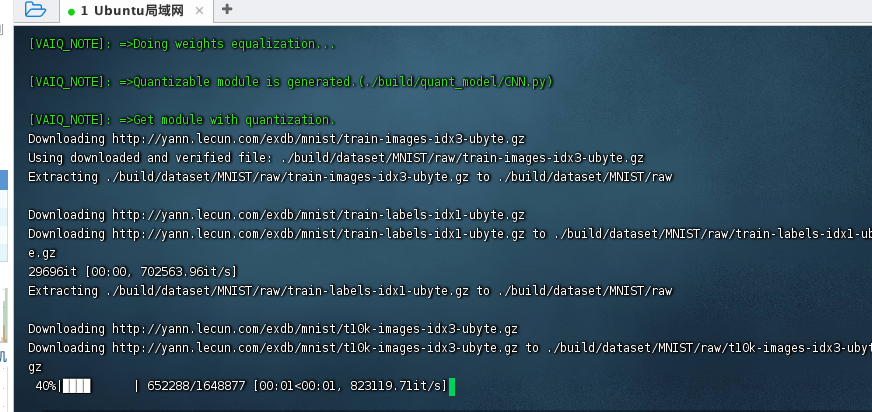 1 Ubuntu局域网
[VAIQ_NOTE]: =>Doing weights equalization...
[VAIQ_NOTE]: =>Quantizable module is generated.(./build/quant_model/CNN.py)
[VAIQ_NOTE]: =>Get module with quantization.
Downloading http://yann.lecun.com/exdb/mnist/train-images-idx3-ubyte.gz
Using downloaded and verified file: ./build/dataset/MNIST/raw/train-images-idx3-ubyte.gz
Extracting ./build/dataset/MNIST/raw/train-images-idx3-ubyte.gz to ./build/dataset/MNIST/raw
Downloading http://yann.lecun.com/exdb/mnist/train-labels-idx1-ubyte.gz
Downloading http://yann.lecun.com/exdb/mnist/train-labels-idx1-ubyte.gz to ./build/dataset/MNIST/raw/train-labels-idx1-ub
e.gz
29696it [00:00, 702563.96it/s]
Extracting ./build/dataset/MNIST/raw/train-labels-idx1-ubyte.gz to ./build/dataset/MNIST/raw
Downloading http://yann.lecun.com/exdb/mnist/t10k-images-idx3-ubyte.gz
Downloading http://yann.lecun.com/exdb/mnist/t10k-images-idx3-ubyte.gz to ./build/dataset/MNIST/raw/t10k-images-idx3-ubyt
gz
40%|████      | 652288/1648877 [00:01<00:01, 823119.71it/s]